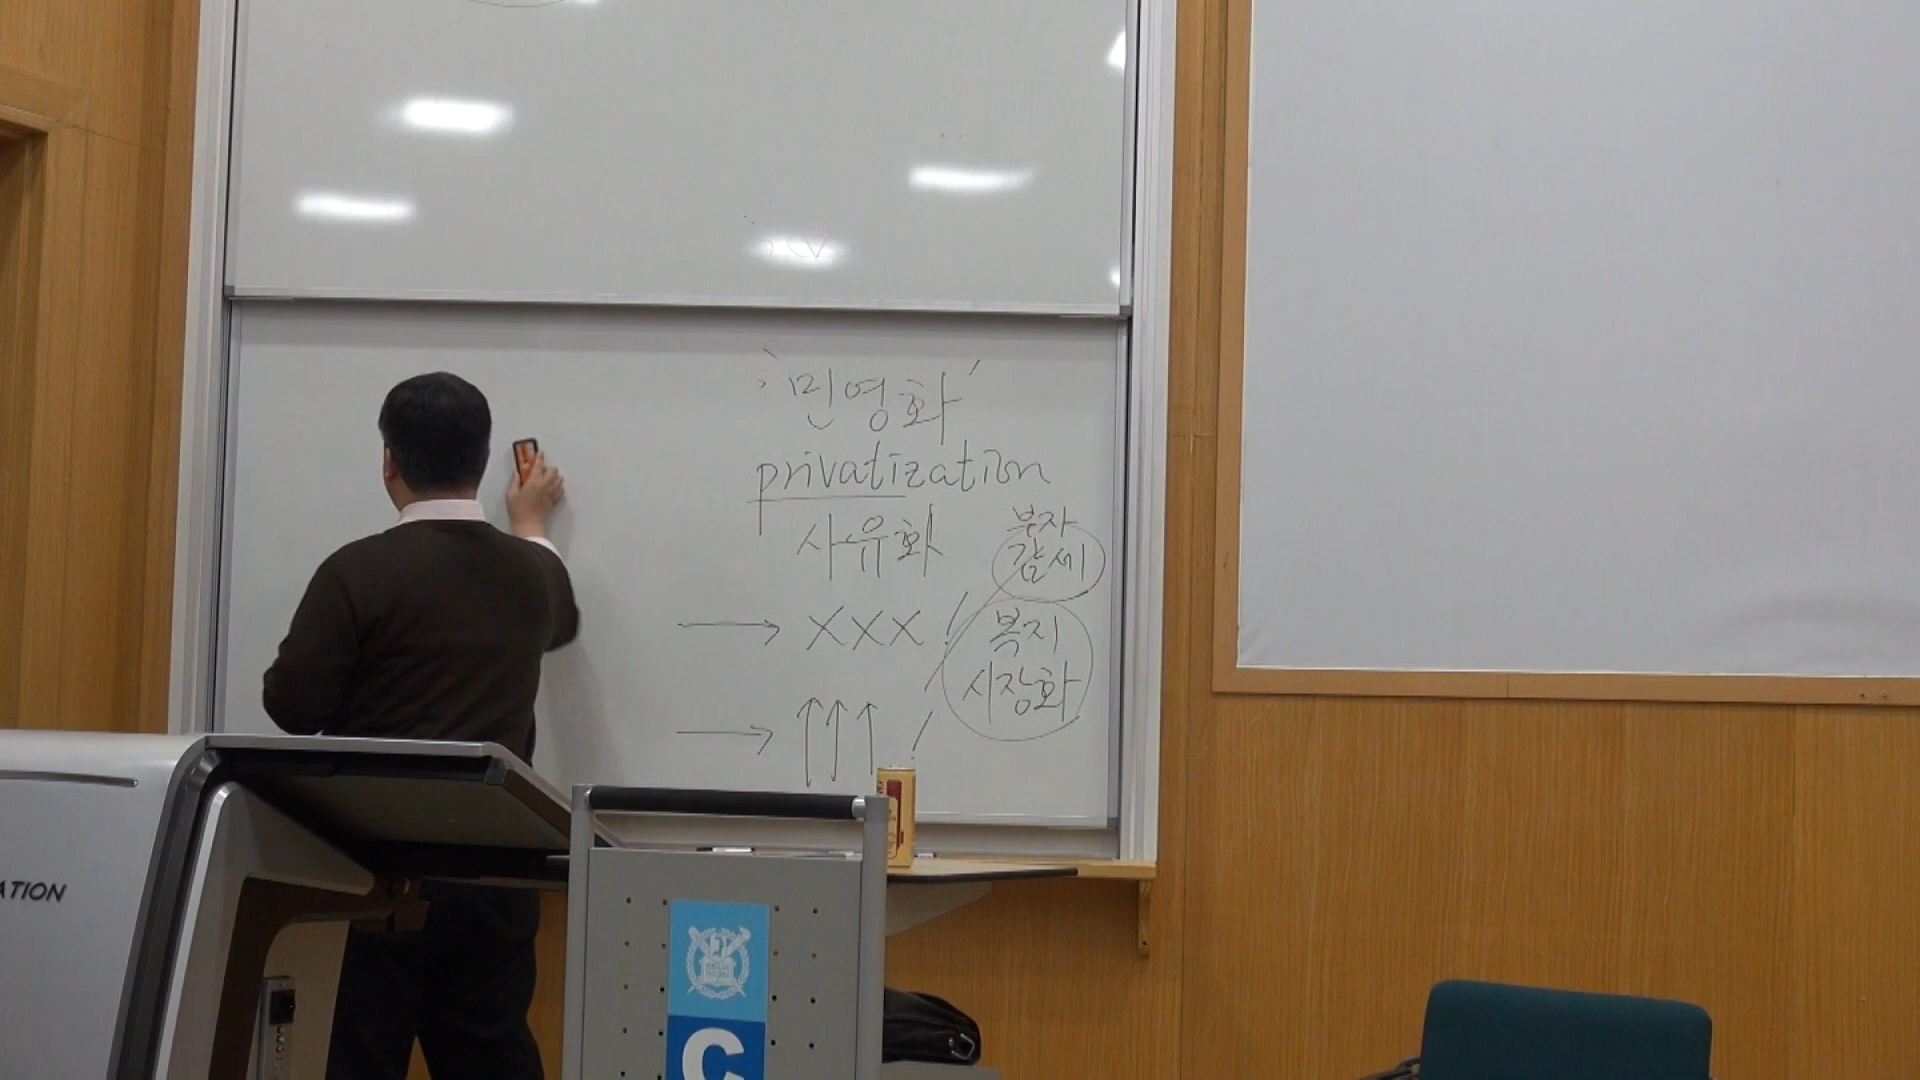 '민영화'
privatization
사유화
부자
감세
→ XXX !
복지
시장화
→ ↑↑↑ !
ATION
C